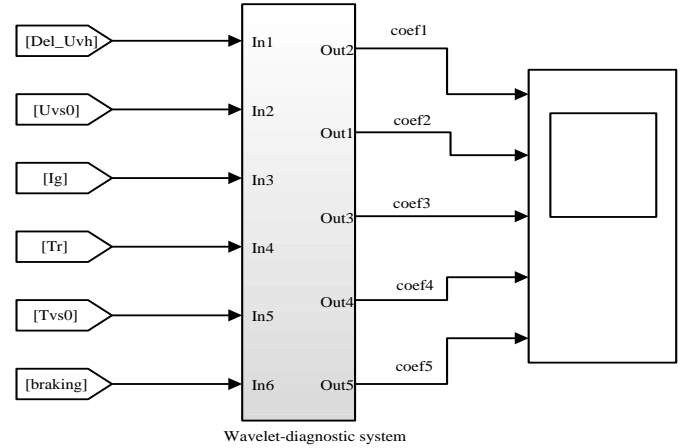 [Del_Uvh]
[Uvs0]
[Ig]
[Tr]
[Tvs0]
[braking]
In1
In2
In3
In4
In5
In6
Out2
Out1
Out3
Out4
Out5
Wavelet-diagnostic system
coef1
coef2
coef3
coef4
coef5